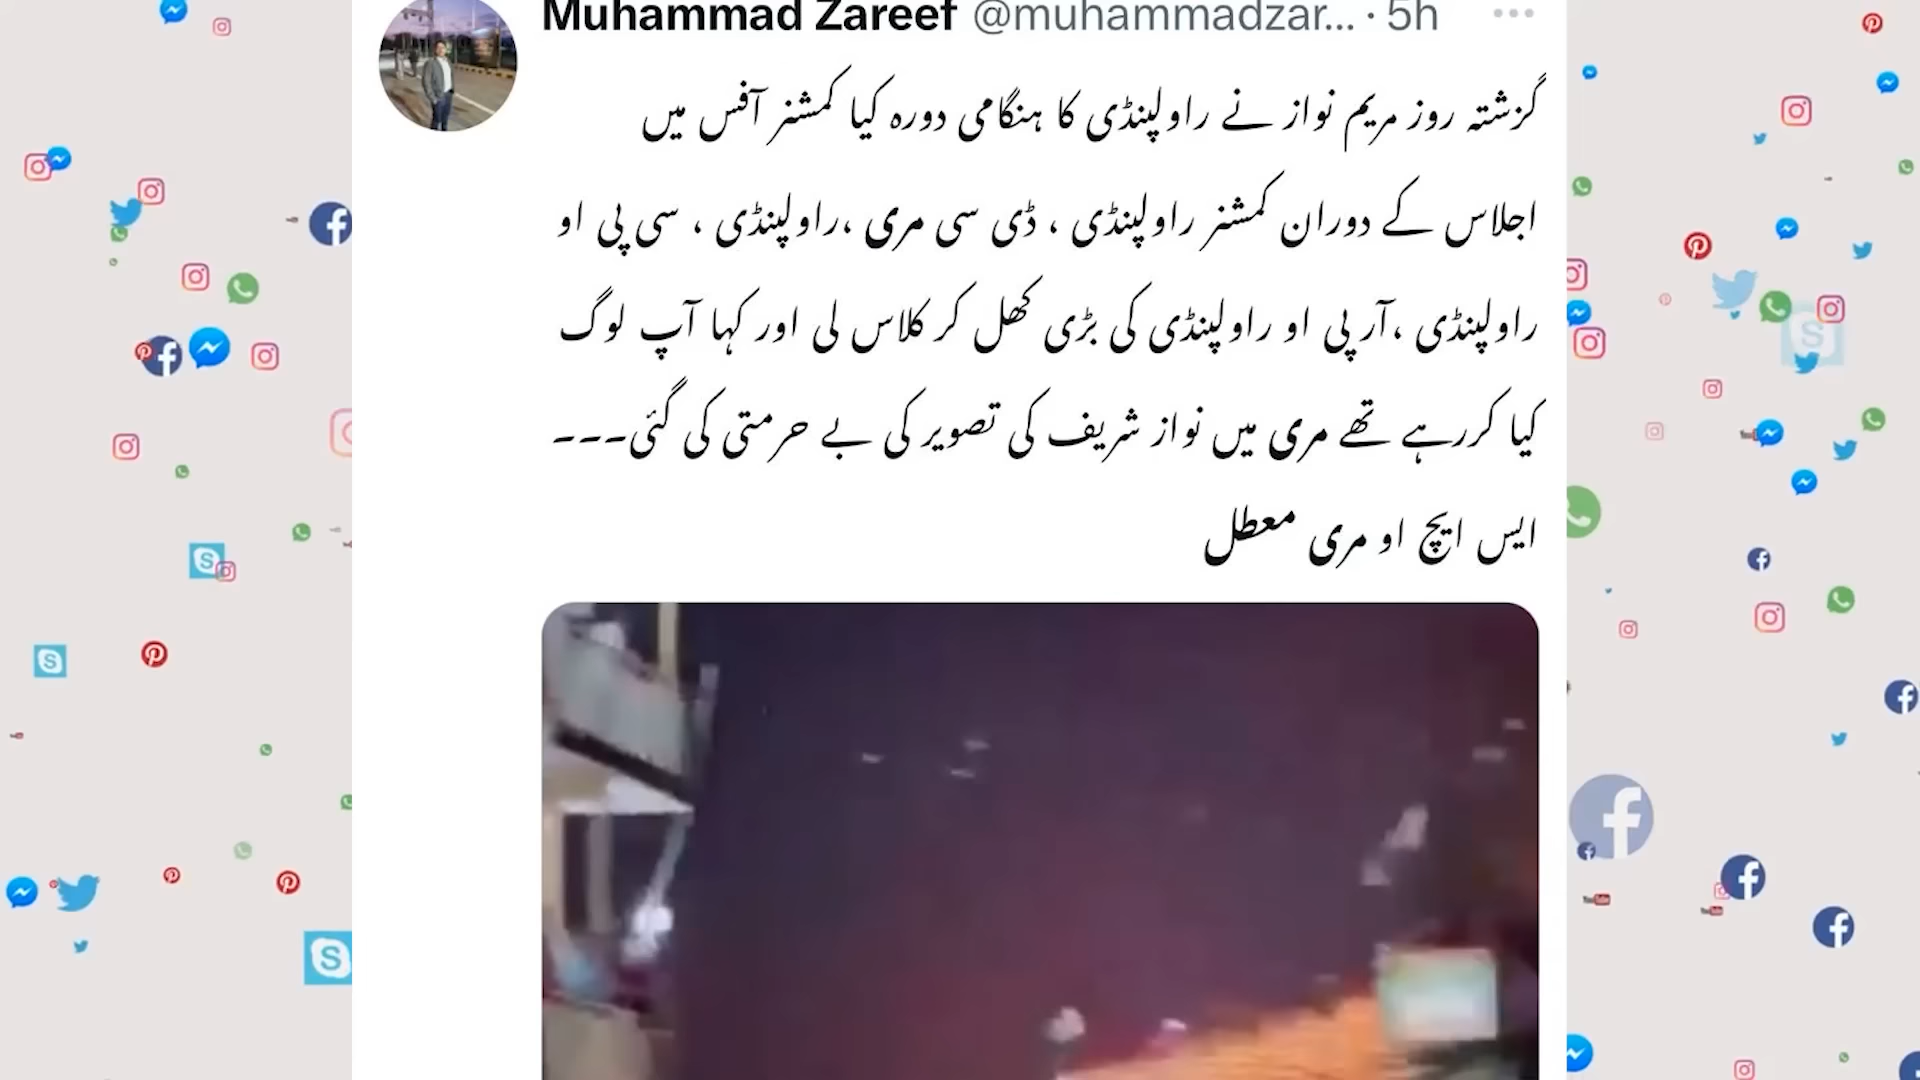 Muhammad Zareef @muhammadzar... · 5h
گزشتہ روز مریم نواز نے راولپنڈی کا ہنگامی دورہ کیا کمشنر آفس میں
اجلاس کے دوران کمشنر راولپنڈی ، ڈی سی مری ،راولپنڈی ، سی پی او
راولپنڈی ،آر پی او راولپنڈی کی بڑی کھل کر کلاس لی اور کہا آپ لوگ
کیا کررہے تھے مری میں نواز شریف کی تصویر کی بے حرمتی کی گئی۔۔۔
ایس ایچ او مری معطل